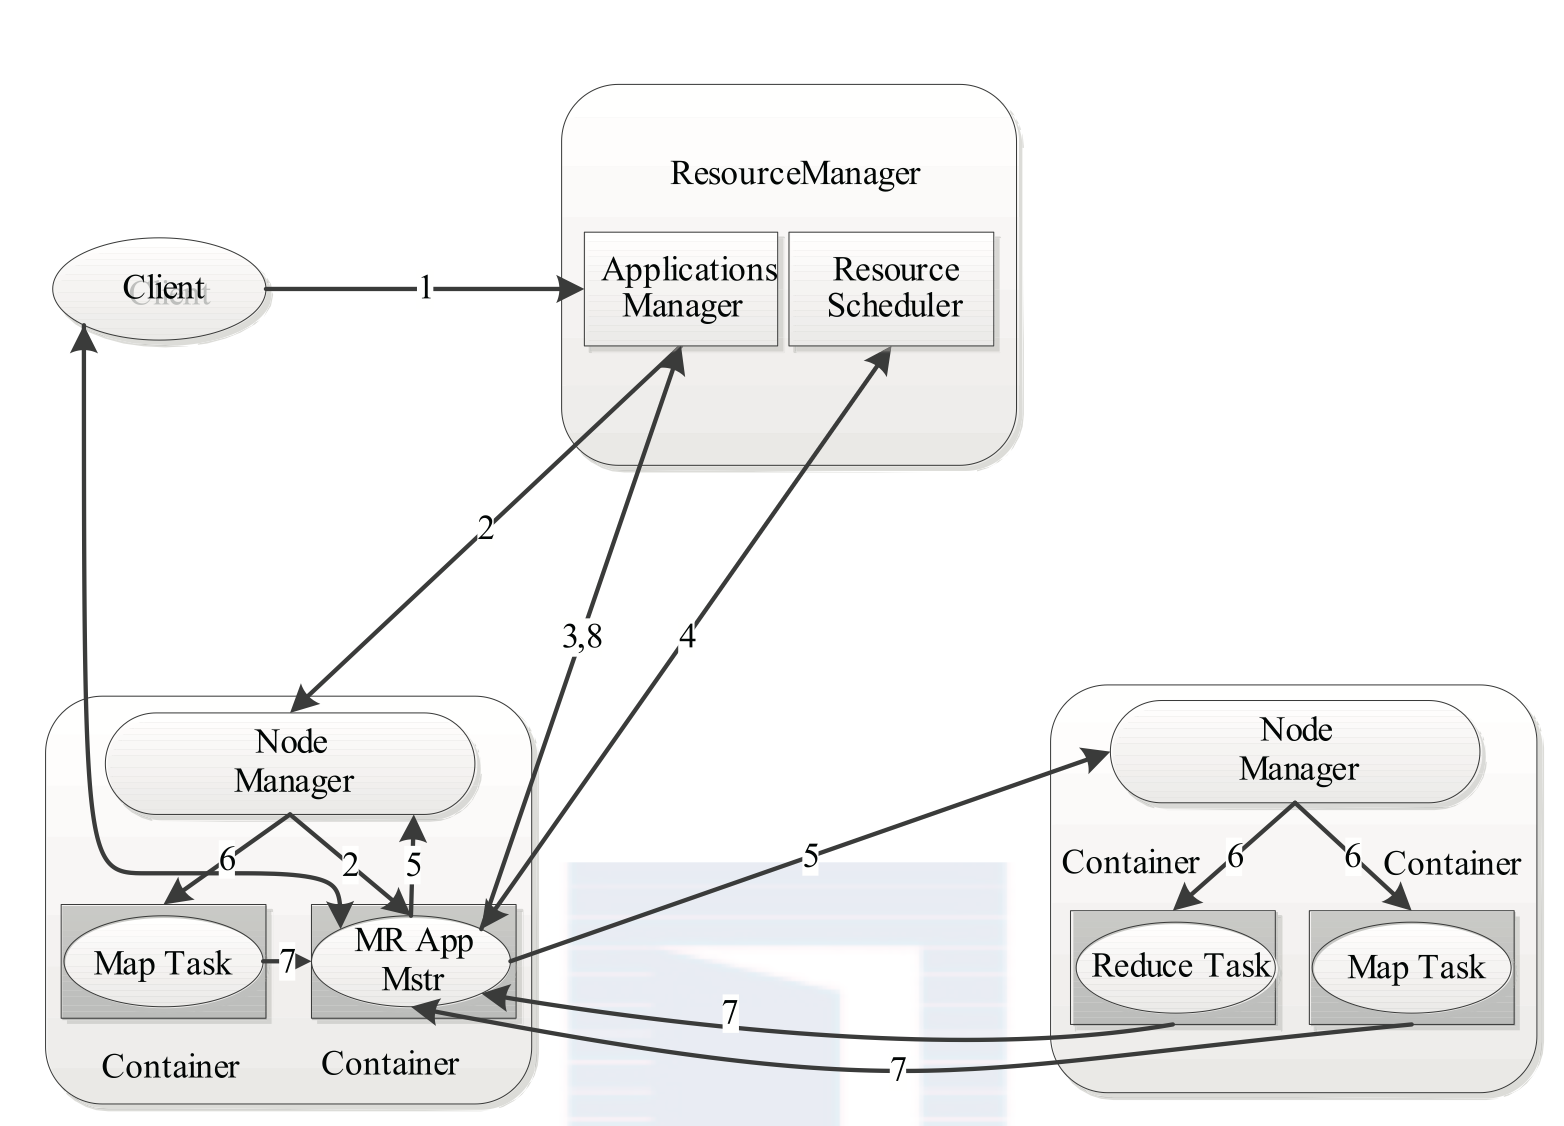 ResourceManager
Applications
Manager
Resource
Scheduler
Client
1
2
3,8
4
Node
Manager
6
2
5
Map Task
7
MR App
Mstr
Container
Container
5
7
7
Node
Manager
Container
6
6
Container
Reduce Task
Map Task